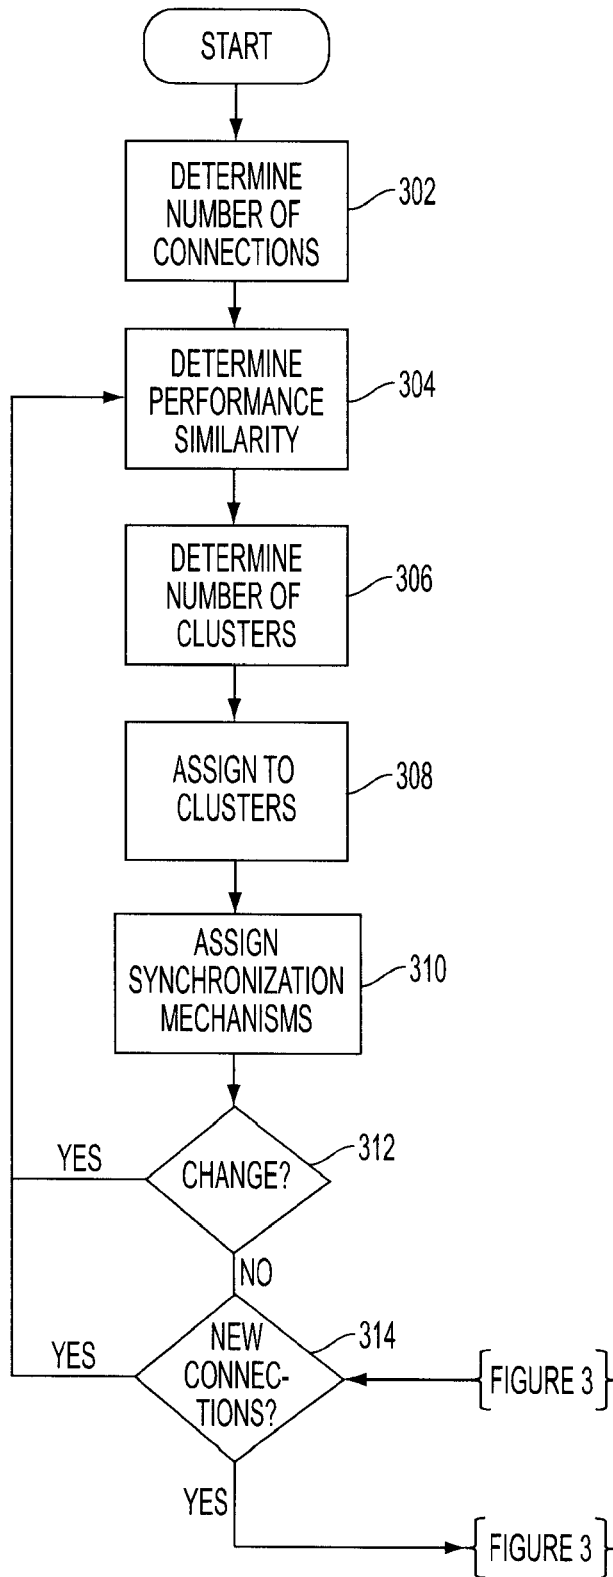 START
DETERMINE
NUMBER OF
CONNECTIONS
302
DETERMINE
PERFORMANCE
SIMILARITY
304
DETERMINE
NUMBER OF
CLUSTERS
306
ASSIGN TO
CLUSTERS
308
ASSIGN
SYNCHRONIZATION
MECHANISMS
310
YES
CHANGE?
312
NO
YES
NEW
CONNEC-
TIONS?
314
{FIGURE 3}
YES
{FIGURE 3}